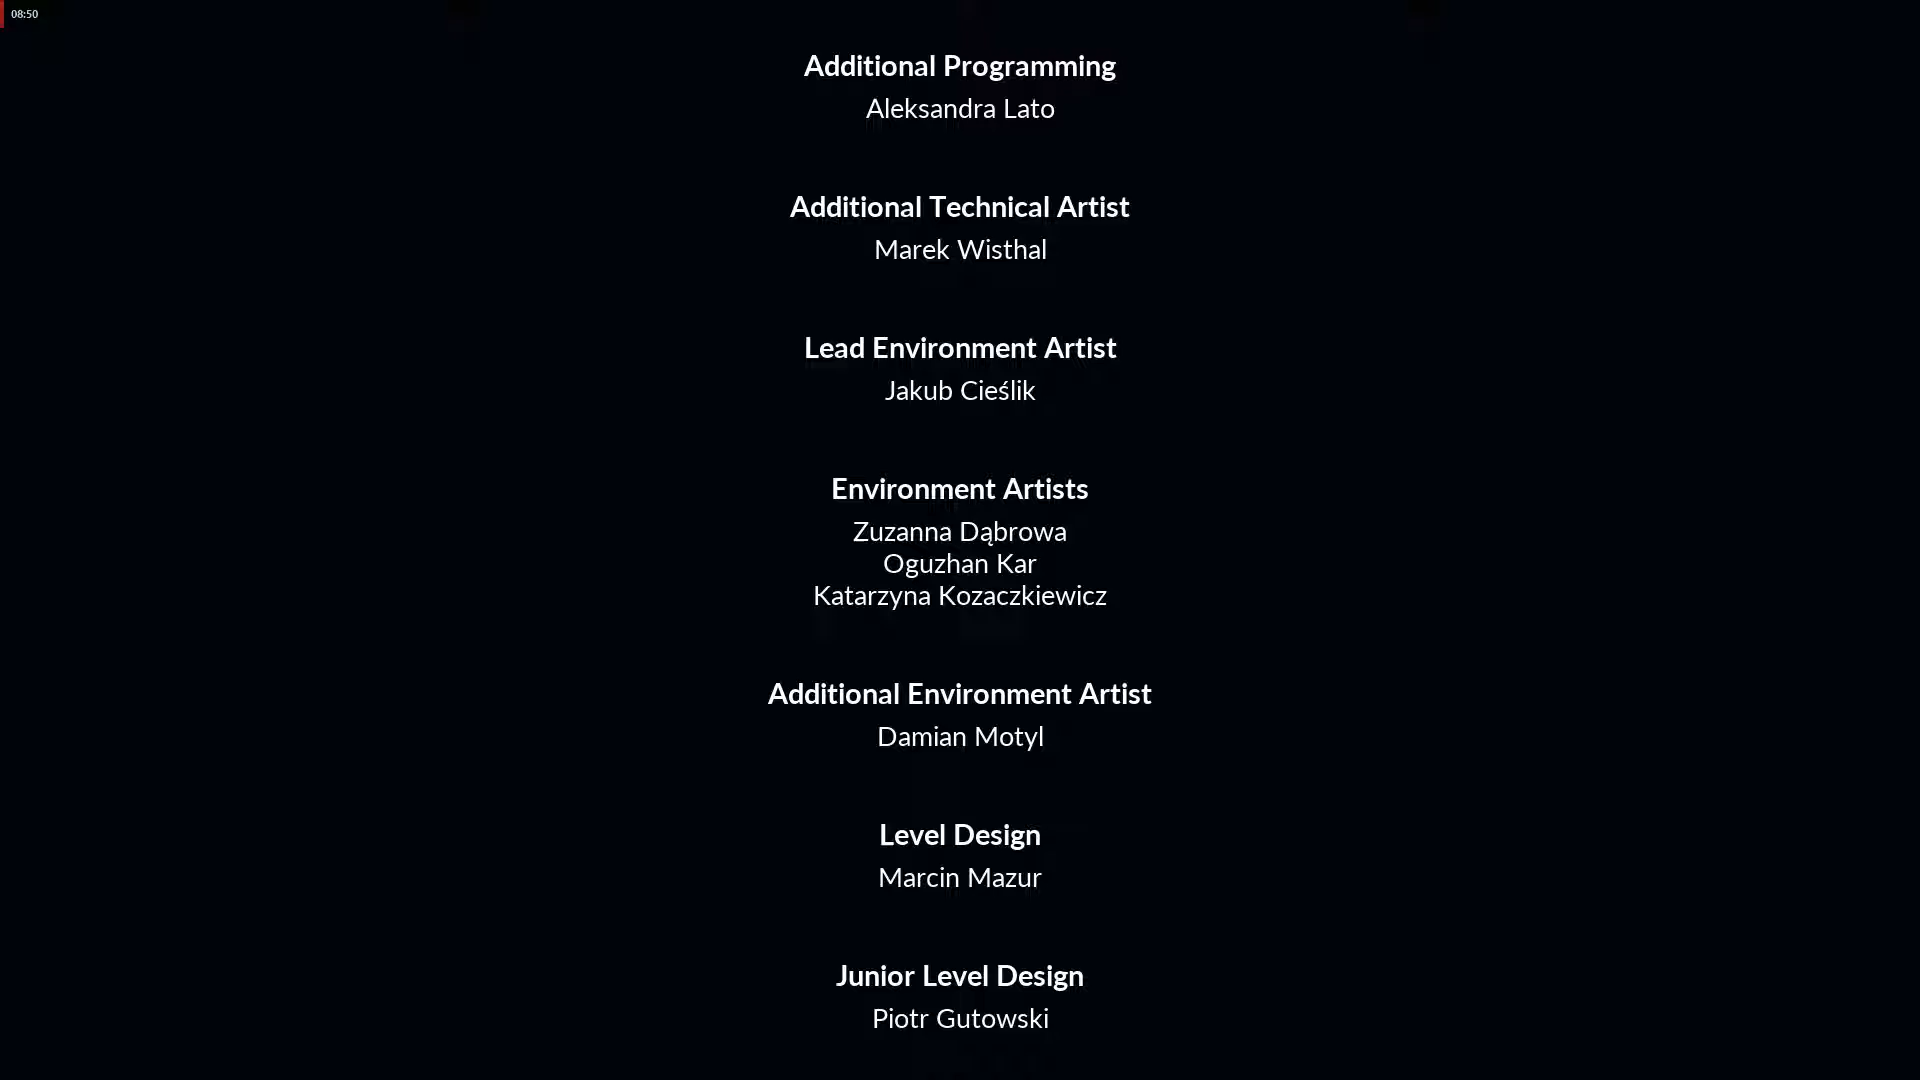 08:50
Additional Programming
Aleksandra Lato
Additional Technical Artist
Marek Wisthal
Lead Environment Artist
Jakub Cieślik
Environment Artists
Zuzanna Dąbrowa
Oguzhan Kar
Katarzyna Kozaczkiewicz
Additional Environment Artist
Damian Motyl
Level Design
Marcin Mazur
Junior Level Design
Piotr Gutowski